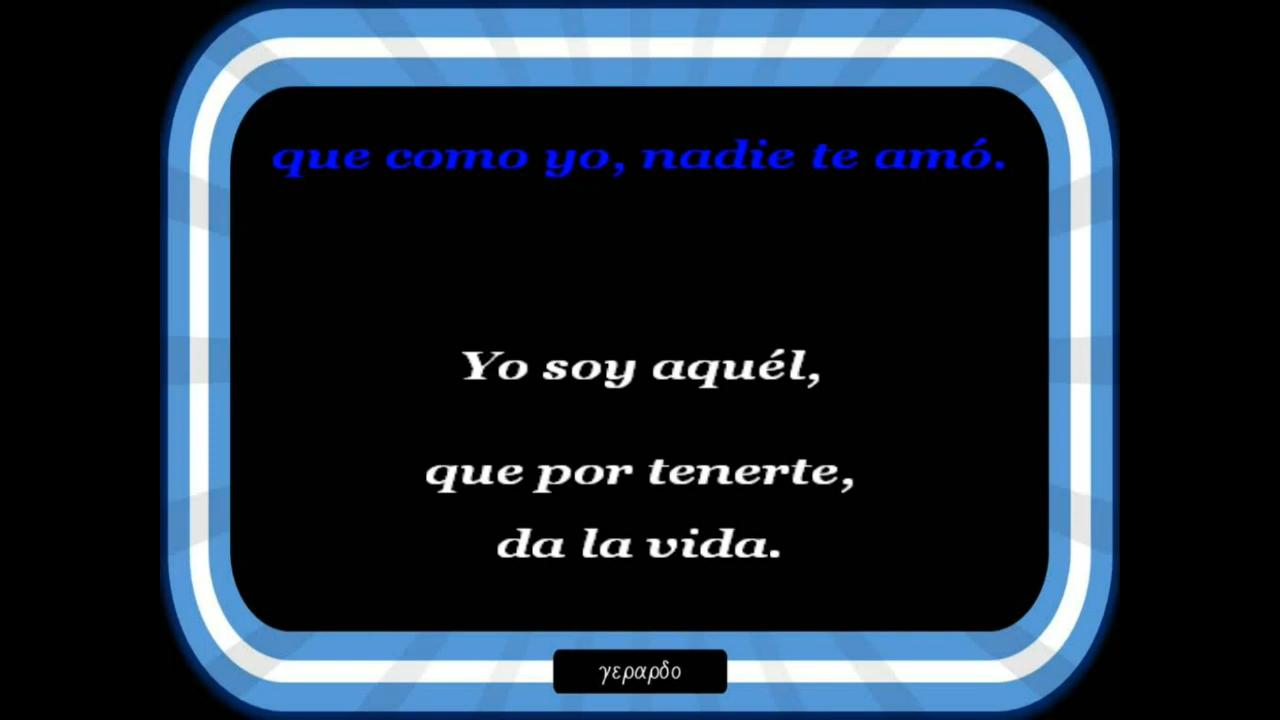 que como yo, nadie te amó.
Yo soy aquél,
que por tenerte,
da la vida.
γεραρδο